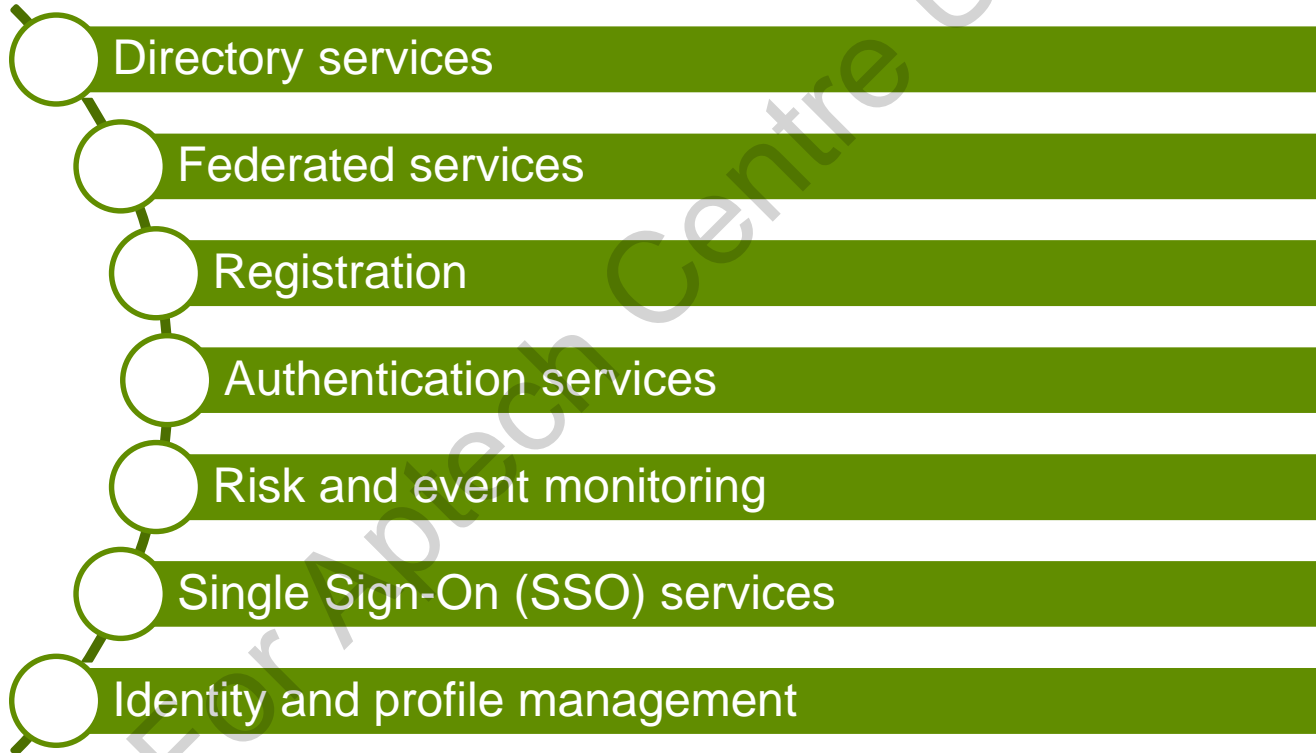 Directory services
Federated services
Registration
Authentication services
Risk and event monitoring
Single Sign-On (SSO) services
Identity and profile management
For Aptech Centre